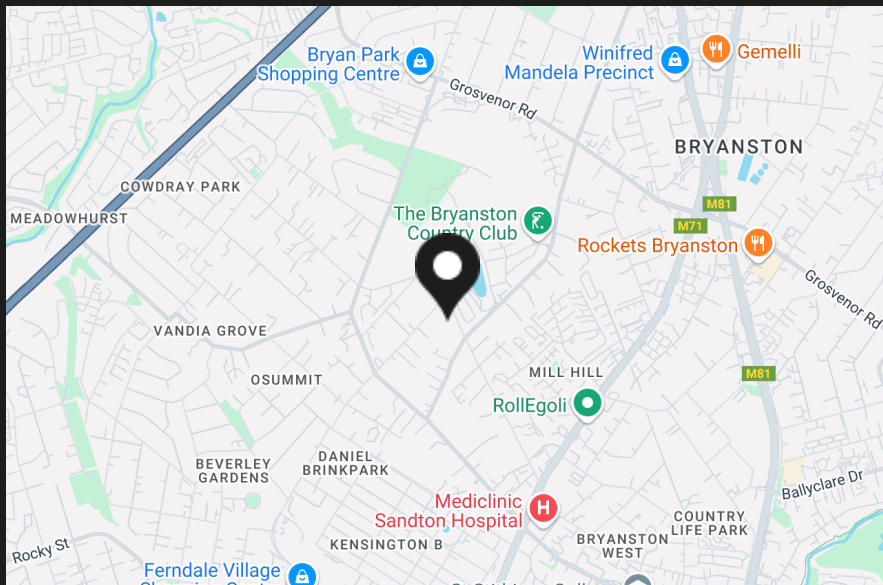 Bryan Park
Shopping Centre
Winifred
Mandela Precinct
Gemelli
Grosvenor Rd
BRYANSTON
COWDRAY PARK
MEADOWHURST
M81
M71
The Bryanston
Country Club
Rockets Bryanston
Grosvenor Rd
VANDIA GROVE
OSUMMIT
MILL HILL
M81
RollEgoli
DANIEL
BRINKPARK
BEVERLEY
GARDENS
Ballyclare Dr
Mediclinic
Sandton Hospital
COUNTRY
LIFE PARK
KENSINGTON B
BRYANSTON
WEST
Rocky St
Ferndale Village